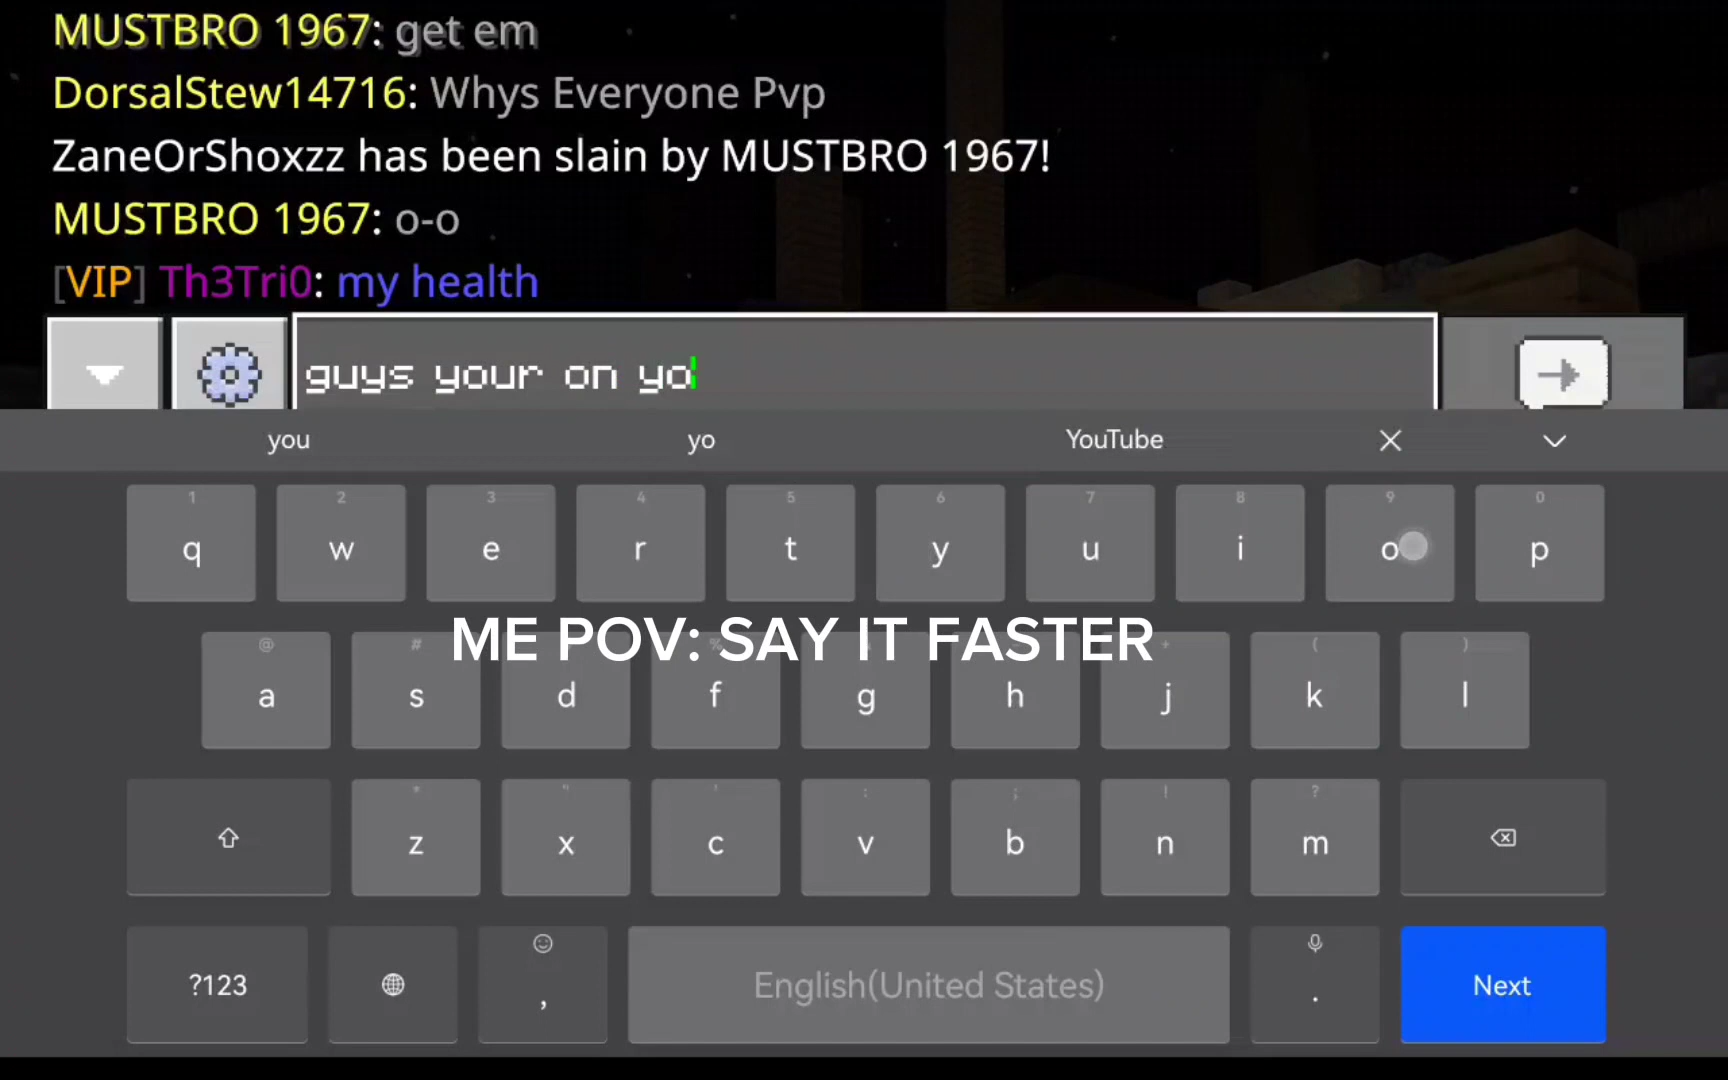 MUSTBRO 1967: get em
DorsalStew14716: Whys Everyone Pvp
ZaneOrShoxzz has been slain by MUSTBRO 1967!
MUSTBRO 1967: o-o
[VIP] Th3Tri0: my health
guys your on yo
you yo YouTube
1 2 3 4 5 6 7 8 9 0
q w e r t y u i o p
ME POV: SAY IT FASTER
@ # % + ( )
a s d f g h j k l
* " ' : ; ! ?
z x c v b n m
?123 , English(United States) . Next